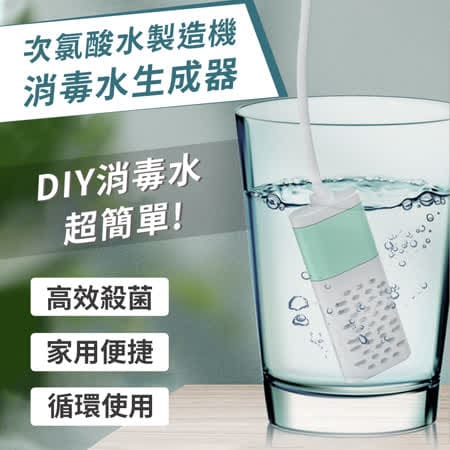 次氯酸水製造機
消毒水生成器
DIY消毒水
超簡單!
高效殺菌
家用便捷
循環使用